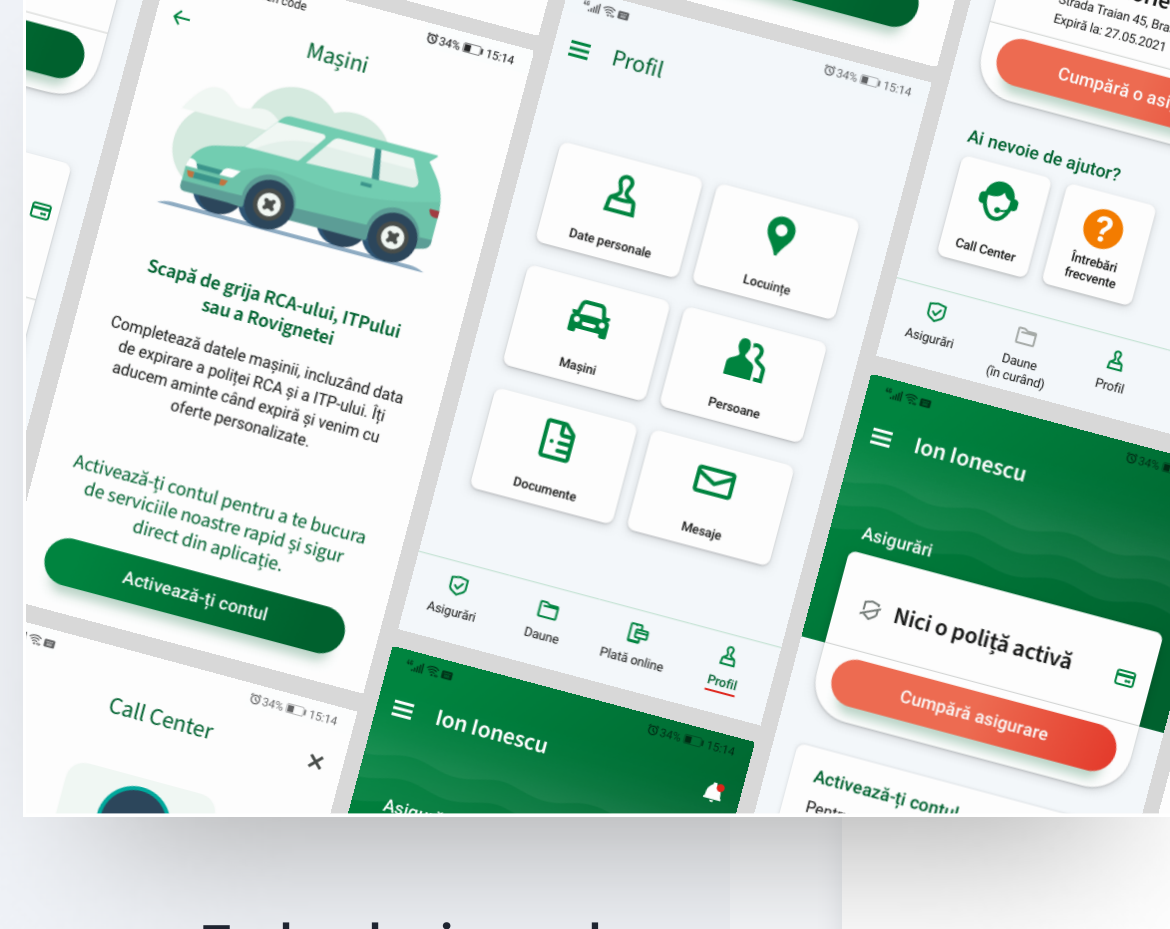 code
34% 15:14
Mașini
Scapă de grija RCA-ului, ITPului
sau a Rovignetei
Completează datele mașinii, incluzând data
de expirare a poliței RCA și a ITP-ului. Îți
aducem aminte când expiră și venim cu
oferte personalizate.
Activează-ți contul pentru a te bucura
de serviciile noastre rapid și sigur
direct din aplicație.
Activează-ți contul
34% 15:14
Call Center
Profil
34% 15:14
Date personale
Locuințe
Mașini
Persoane
Documente
Mesaje
Asigurări
Daune
Plată online
Profil
34% 15:14
Ion Ionescu
Strada Traian 45,
Expiră la: 27.05.2021
Cumpără o
Ai nevoie de ajutor?
Call Center
Întrebări
frecvente
Asigurări
Daune
(în curând)
Profil
34%
Ion Ionescu
Asigurări
Nici o poliță activă
Cumpără asigurare
Activează-ți contul